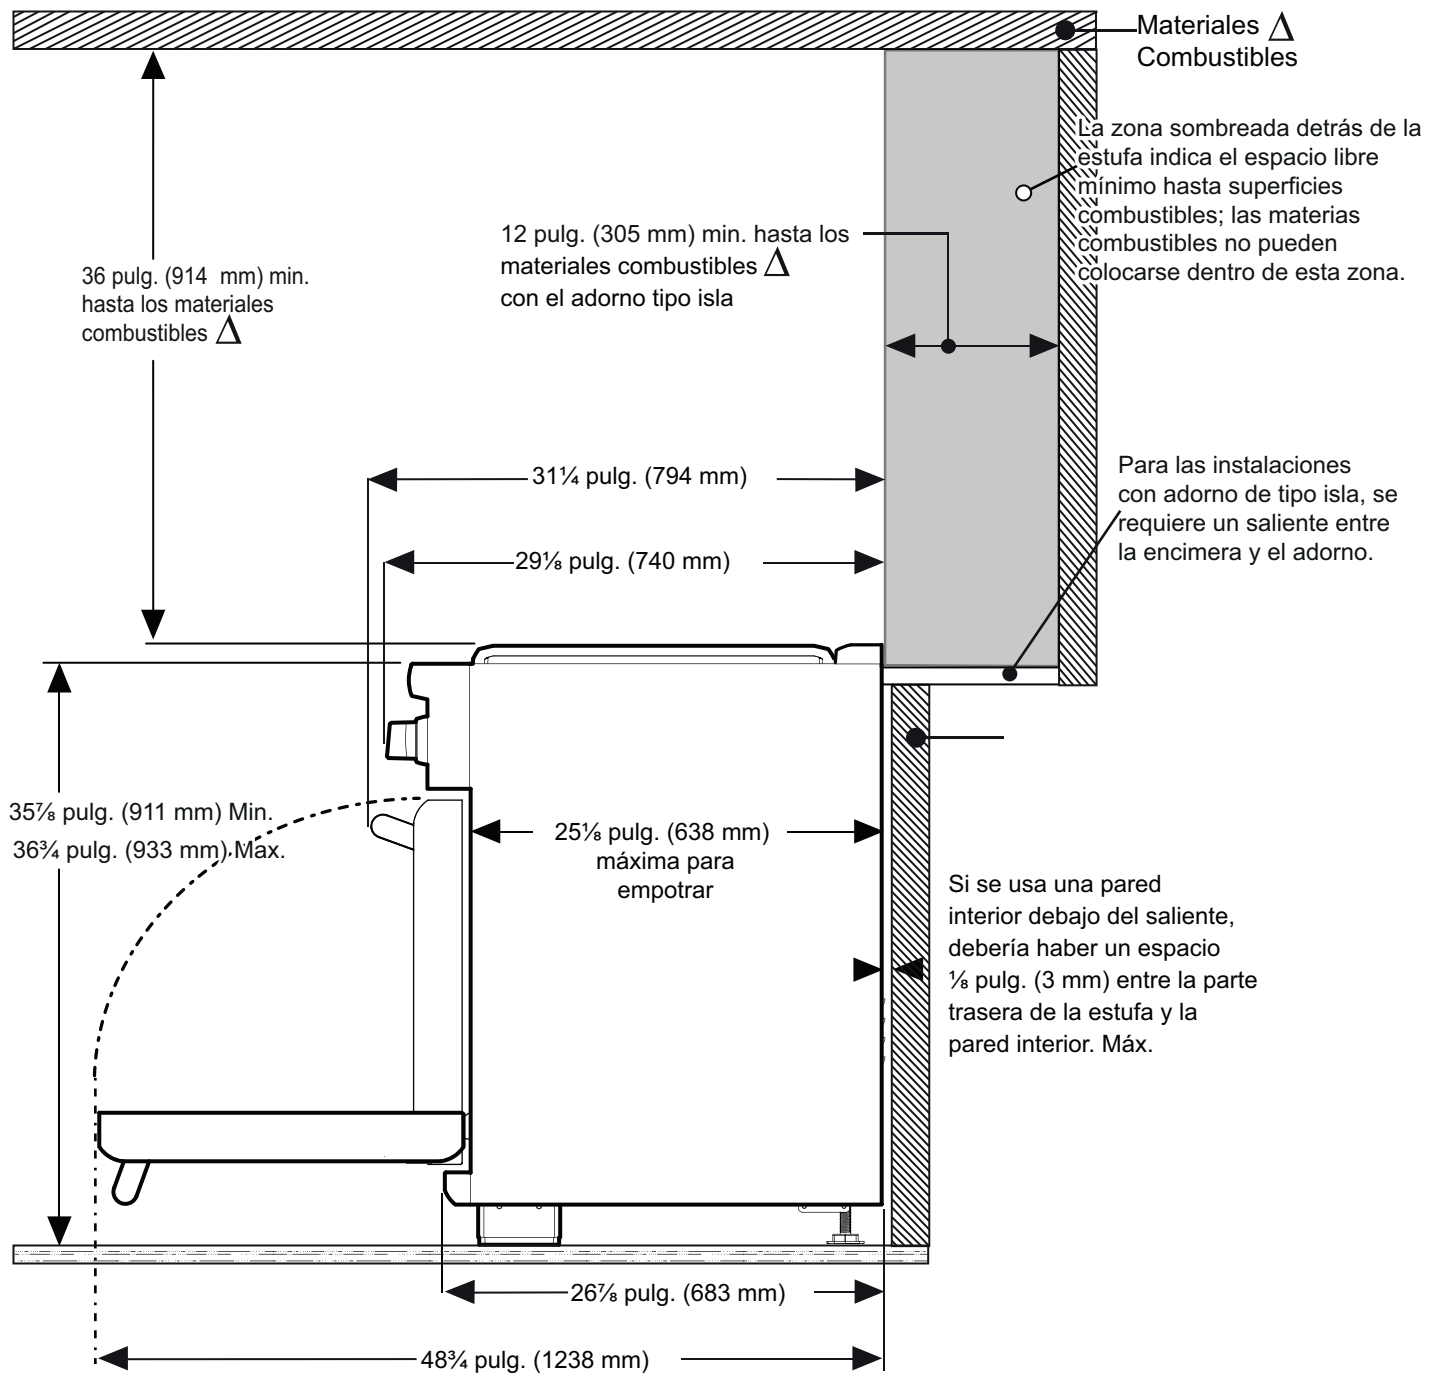 Materiales Δ
Combustibles
La zona sombreada detrás de la
estufa indica el espacio libre
mínimo hasta superficies
combustibles; las materias
combustibles no pueden
colocarse dentro de esta zona.
12 pulg. (305 mm) min. hasta los
materiales combustibles Δ
con el adorno tipo isla
36 pulg. (914 mm) min.
hasta los materiales
combustibles Δ
31¼ pulg. (794 mm)
Para las instalaciones
con adorno de tipo isla, se
requiere un saliente entre
la encimera y el adorno.
29⅛ pulg. (740 mm)
35⅞ pulg. (911 mm) Min.
36¾ pulg. (933 mm) Max.
25⅛ pulg. (638 mm)
máxima para
empotrar
Si se usa una pared
interior debajo del saliente,
debería haber un espacio
⅛ pulg. (3 mm) entre la parte
trasera de la estufa y la
pared interior. Máx.
26⅞ pulg. (683 mm)
48¾ pulg. (1238 mm)